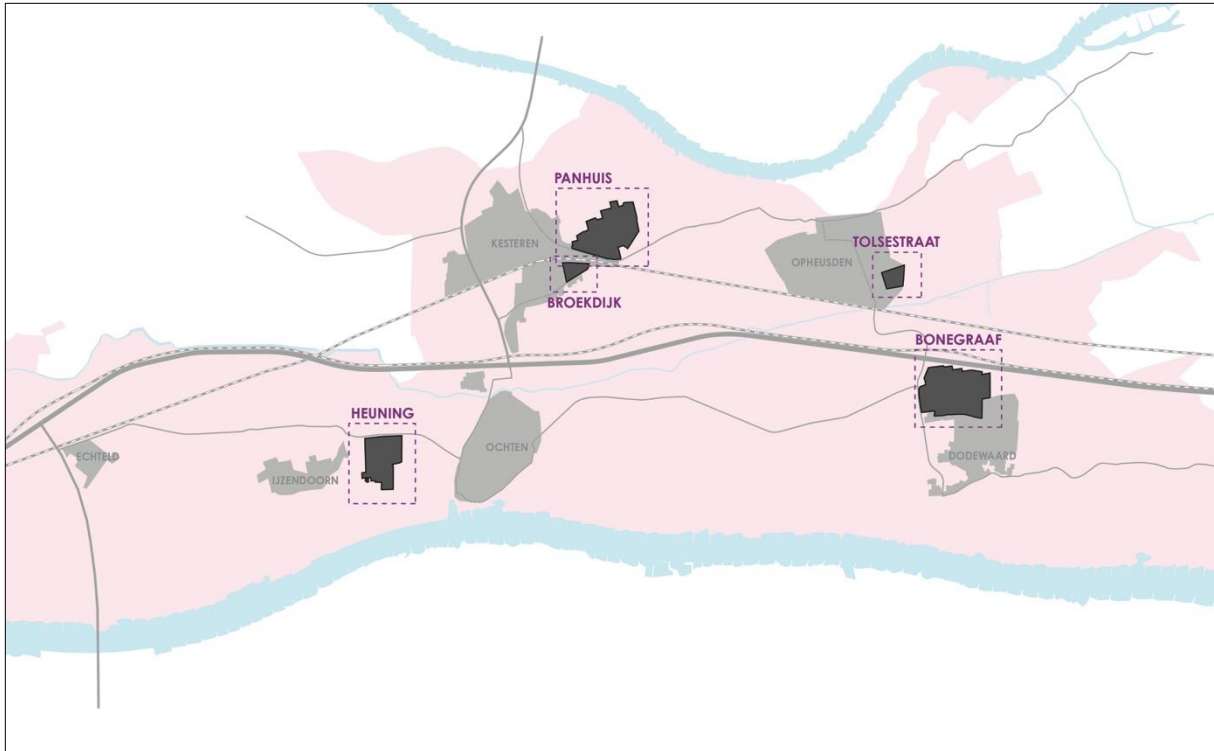 PANHUIS
KESTEREN
TOLSESTRAAT
OPHEUSDEN
BROEKDIJK
BONEGRAAF
HEUNING
OCHTEN
ECHTELD
DODEWAARD
IJZENDOORN